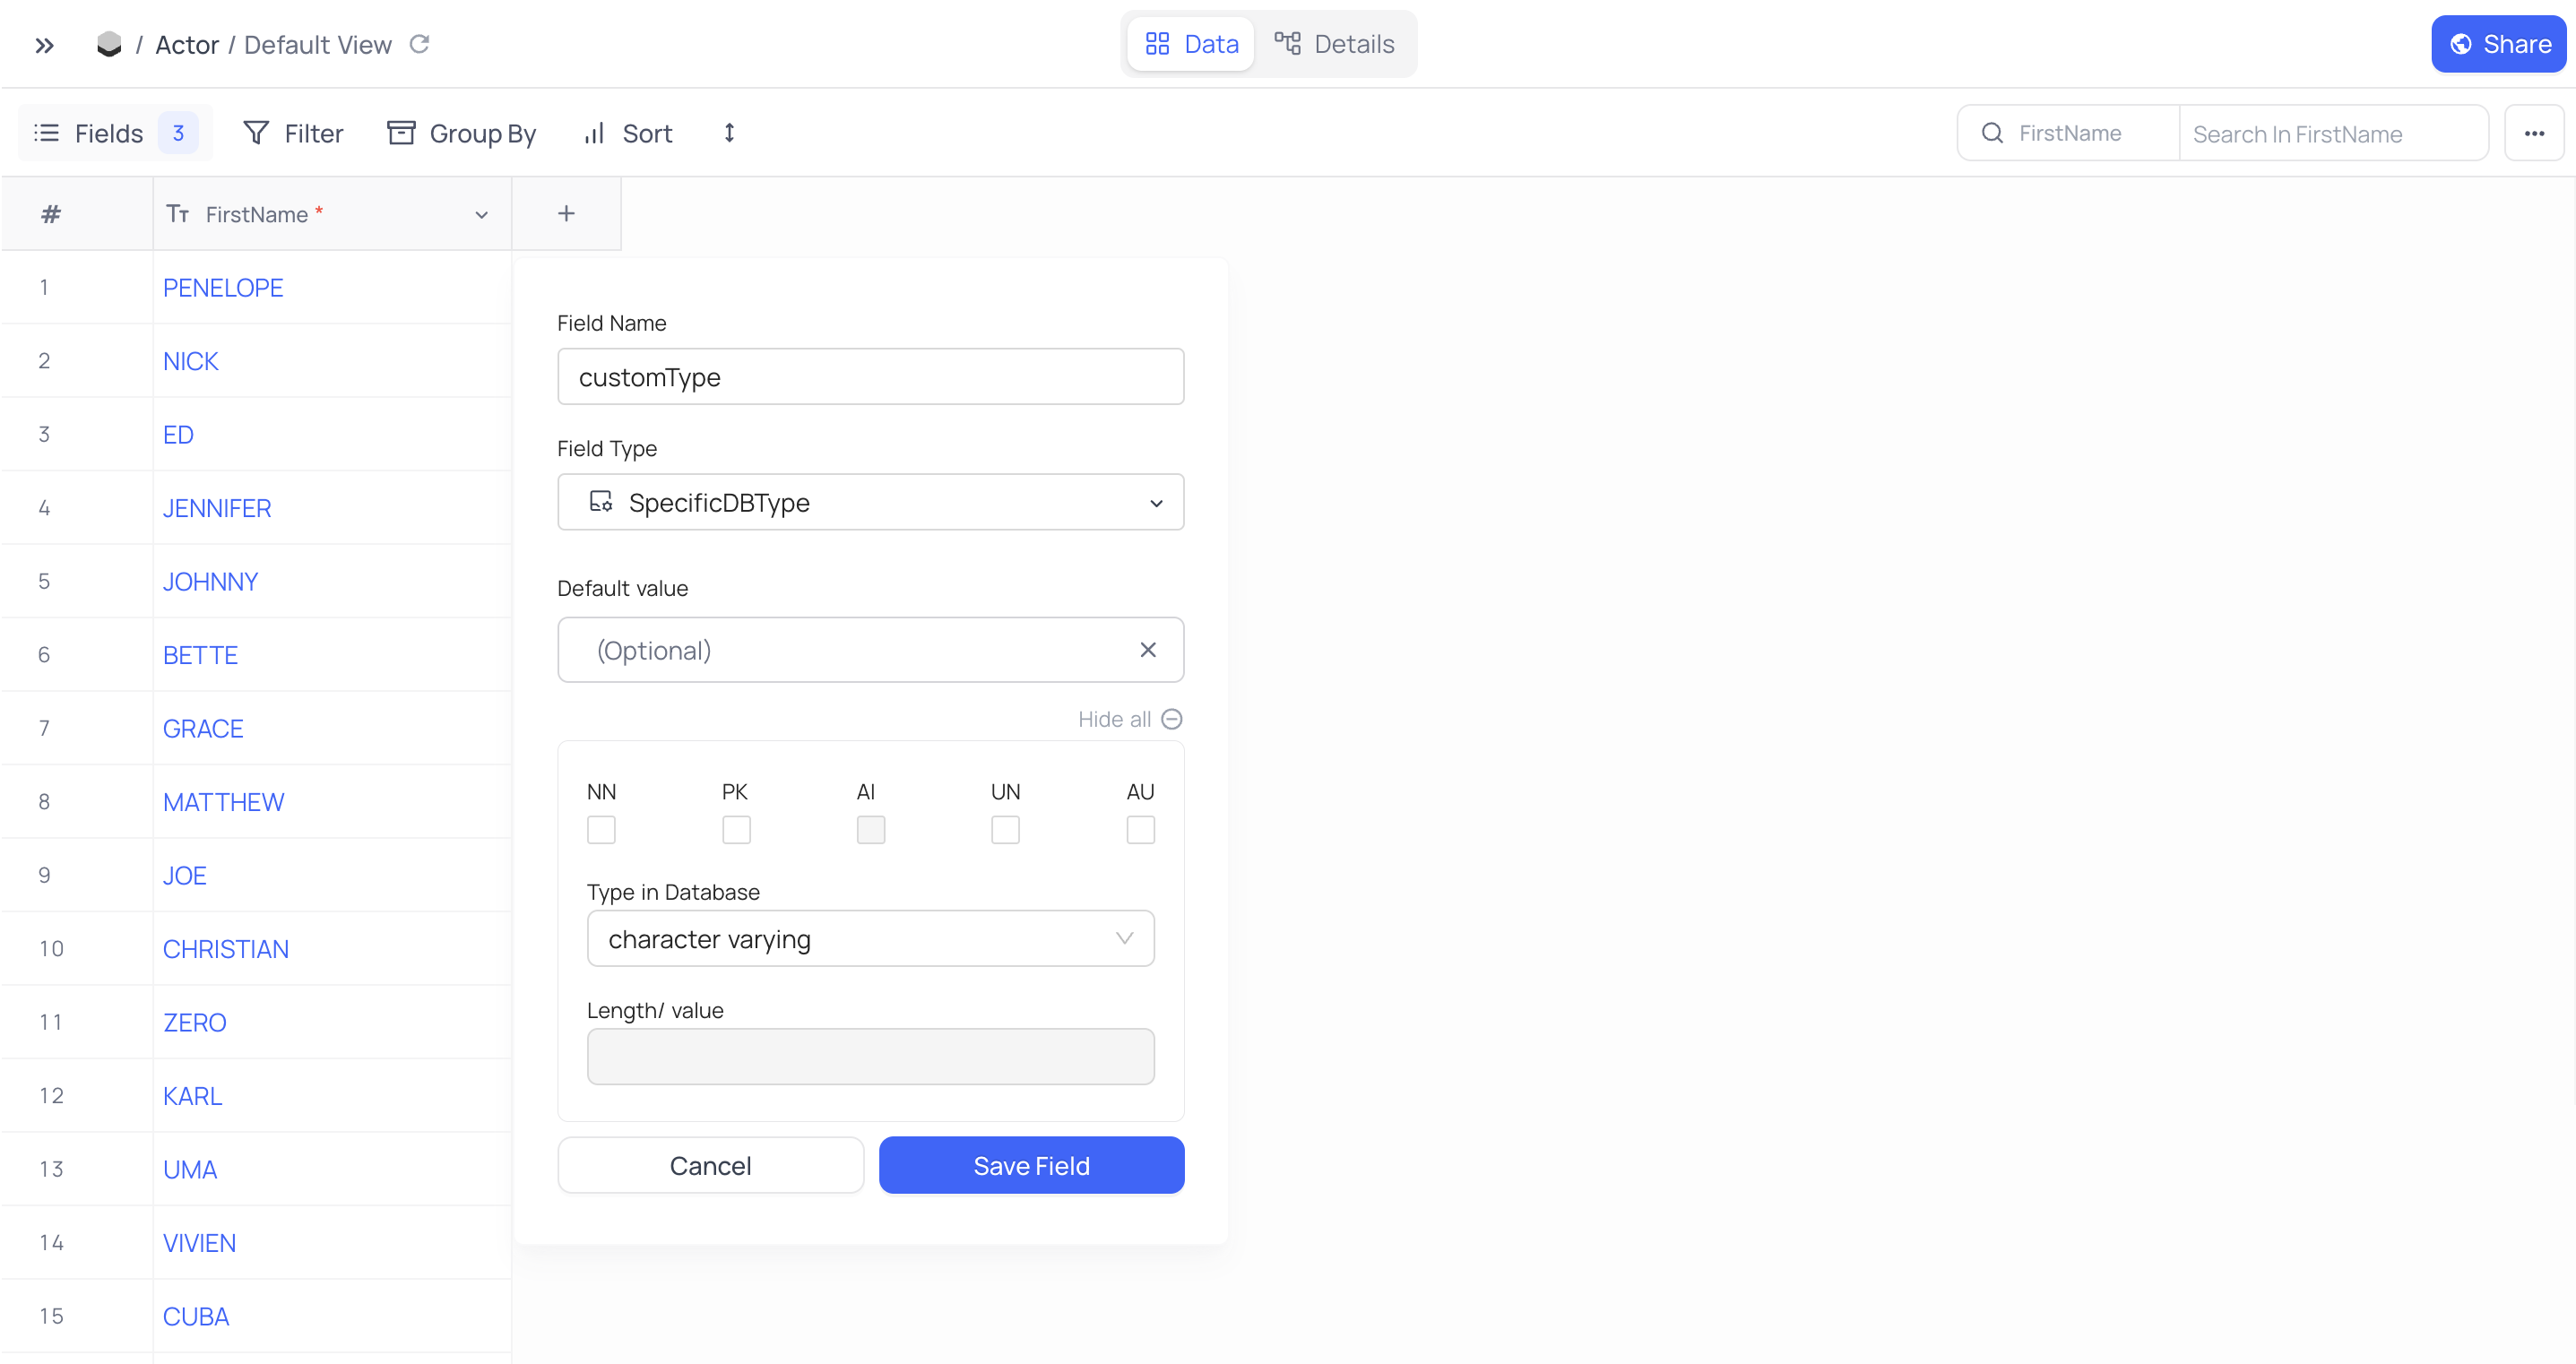 / Actor / Default View
Data
Details
Share
Fields 3
Filter
Group By
Sort
FirstName
Search In FirstName
# 
FirstName *
+
1 PENELOPE
2 NICK
3 ED
4 JENNIFER
5 JOHNNY
6 BETTE
7 GRACE
8 MATTHEW
9 JOE
10 CHRISTIAN
11 ZERO
12 KARL
13 UMA
14 VIVIEN
15 CUBA
Field Name
customType
Field Type
SpecificDBType
Default value
(Optional)
Hide all
NN PK AI UN AU
Type in Database
character varying
Length/ value
Cancel
Save Field